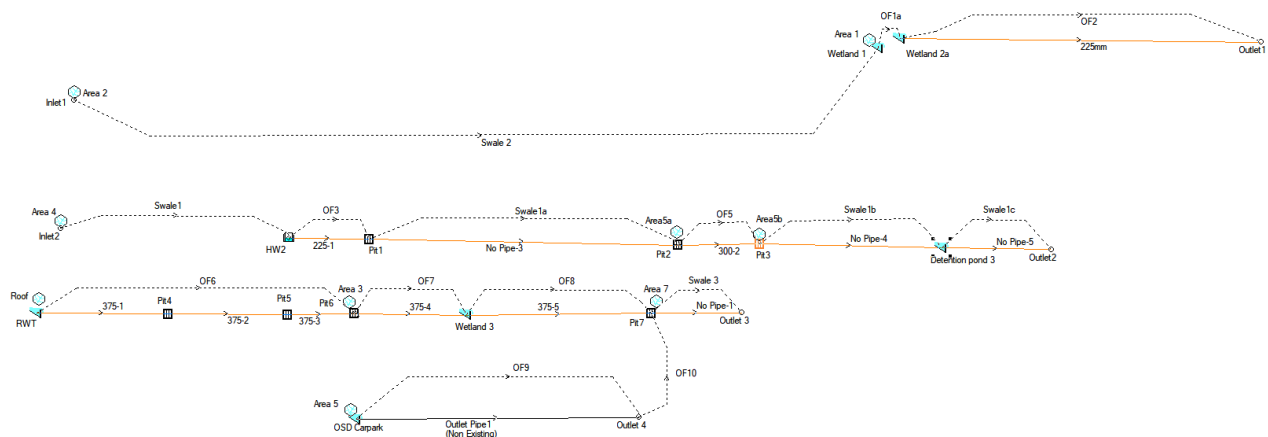 OF1a
OF2
Area 1
Wetland 1
Wetland 2a
225mm
Outlet1
Area 2
Inlet1
Swale 2
Area 4
Inlet2
Swale1
OF3
Swale1a
Area5a
OF5
Area5b
Swale1b
Swale1c
HW2
225-1
Pit1
No Pipe-3
Pit2
300-2
Pit3
No Pipe-4
Detention pond 3
No Pipe-5
Outlet2
Roof
RWT
OF6
375-1
Pit4
375-2
Pit5
375-3
Pit6
Area 3
OF7
375-4
Wetland 3
OF8
375-5
Area 7
Pit7
Swale 3
No Pipe-1
Outlet 3
OF9
OF10
Area 5
OSD Carpark
Outlet Pipe1
(Non Existing)
Outlet 4